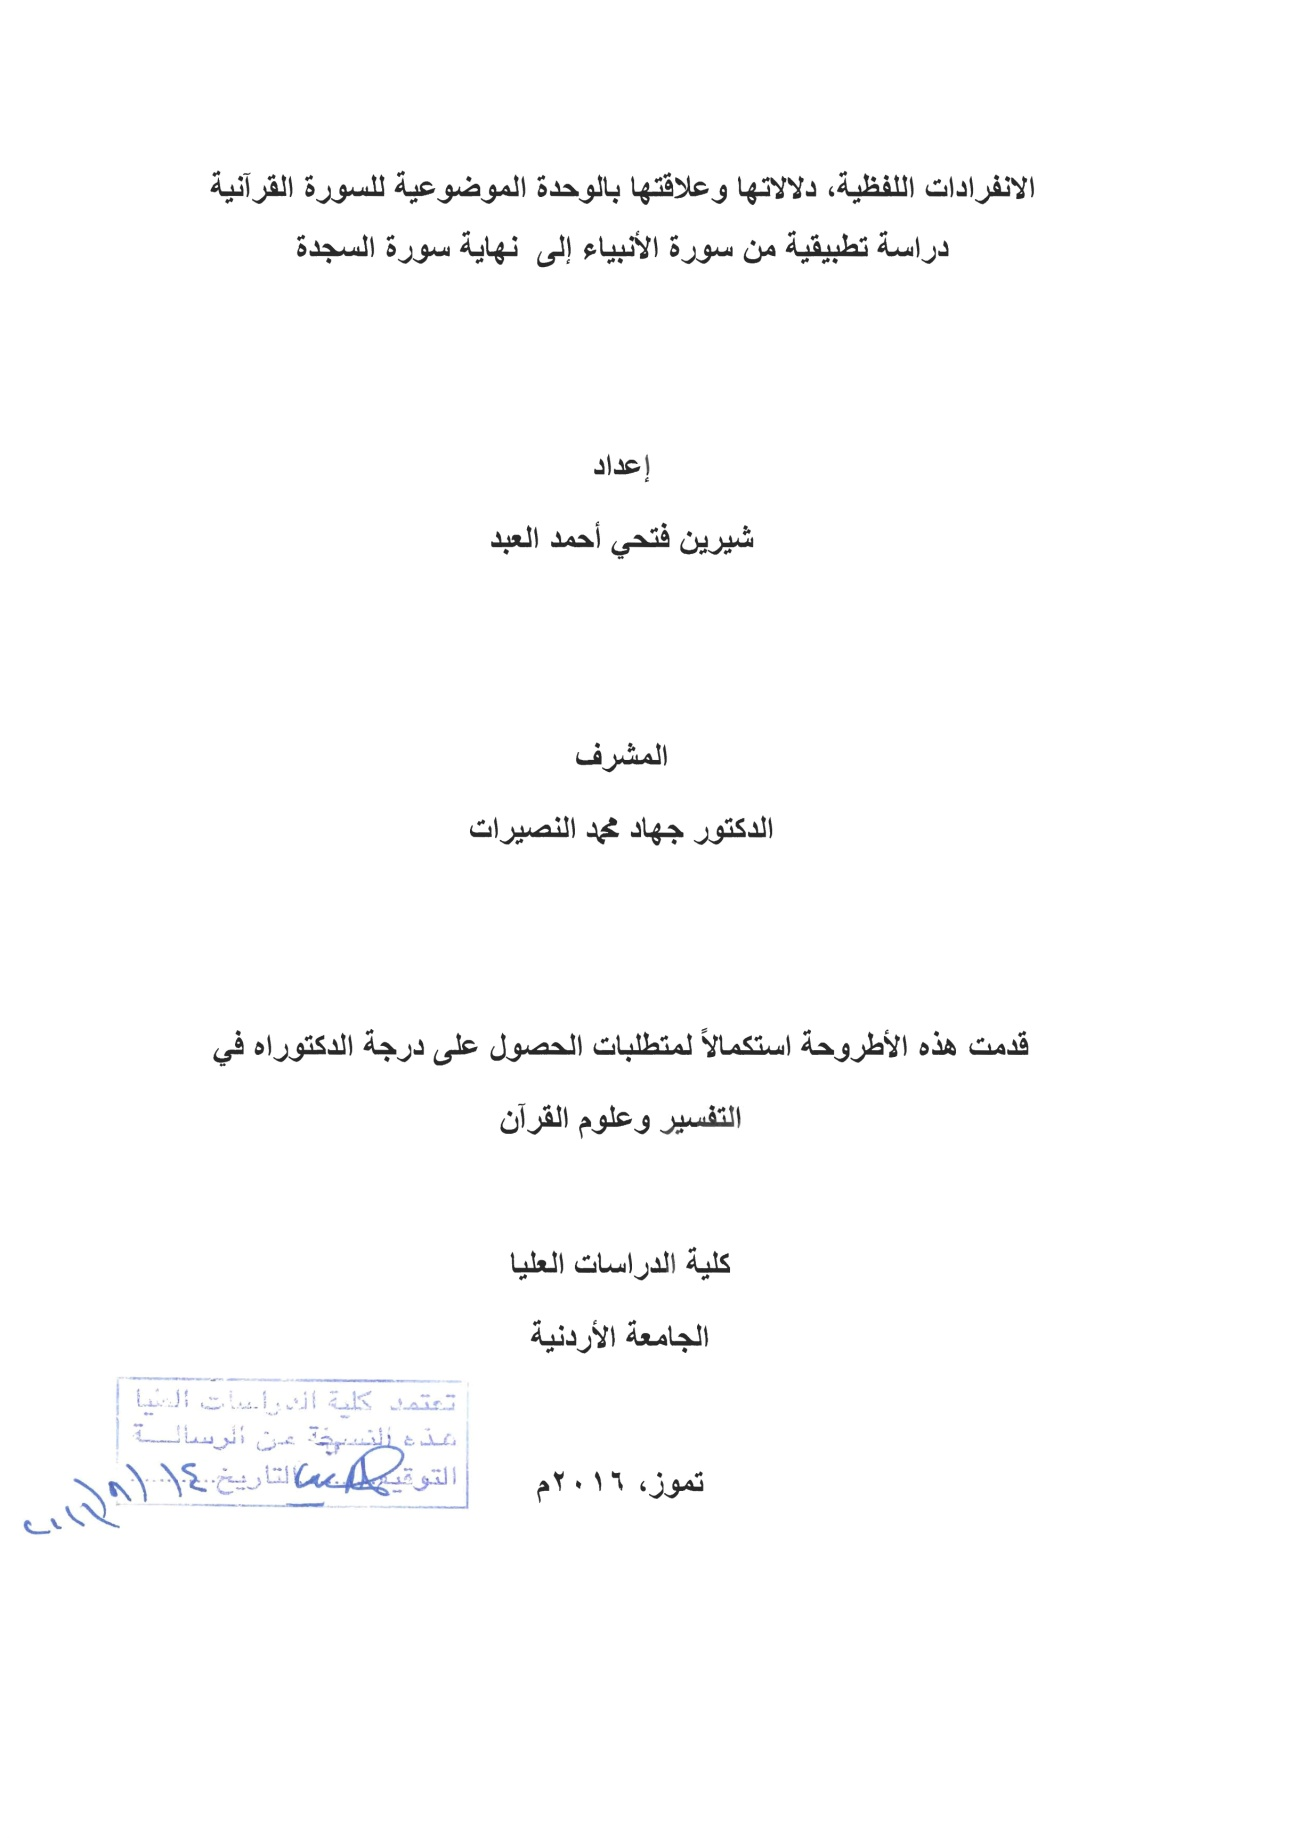 الانفرادات اللفظية، دلالاتها وعلاقتها بالوحدة الموضوعية للسورة القرآنية
دراسة تطبيقية من سورة الأنبياء إلى نهاية سورة السجدة
إعداد
شيرين فتحي أحمد العبد
المشرف
الدكتور جهاد محمد النصيرات
قدمت هذه الأطروحة استكمالاً لمتطلبات الحصول على درجة الدكتوراه في
التفسير وعلوم القرآن
كلية الدراسات العليا
الجامعة الأردنية
تموز، ٢٠١٦م
تعتمد كلية الدراسات العليا
هذه النسخة من الرسالـــة
التوقيع........التاريخ........